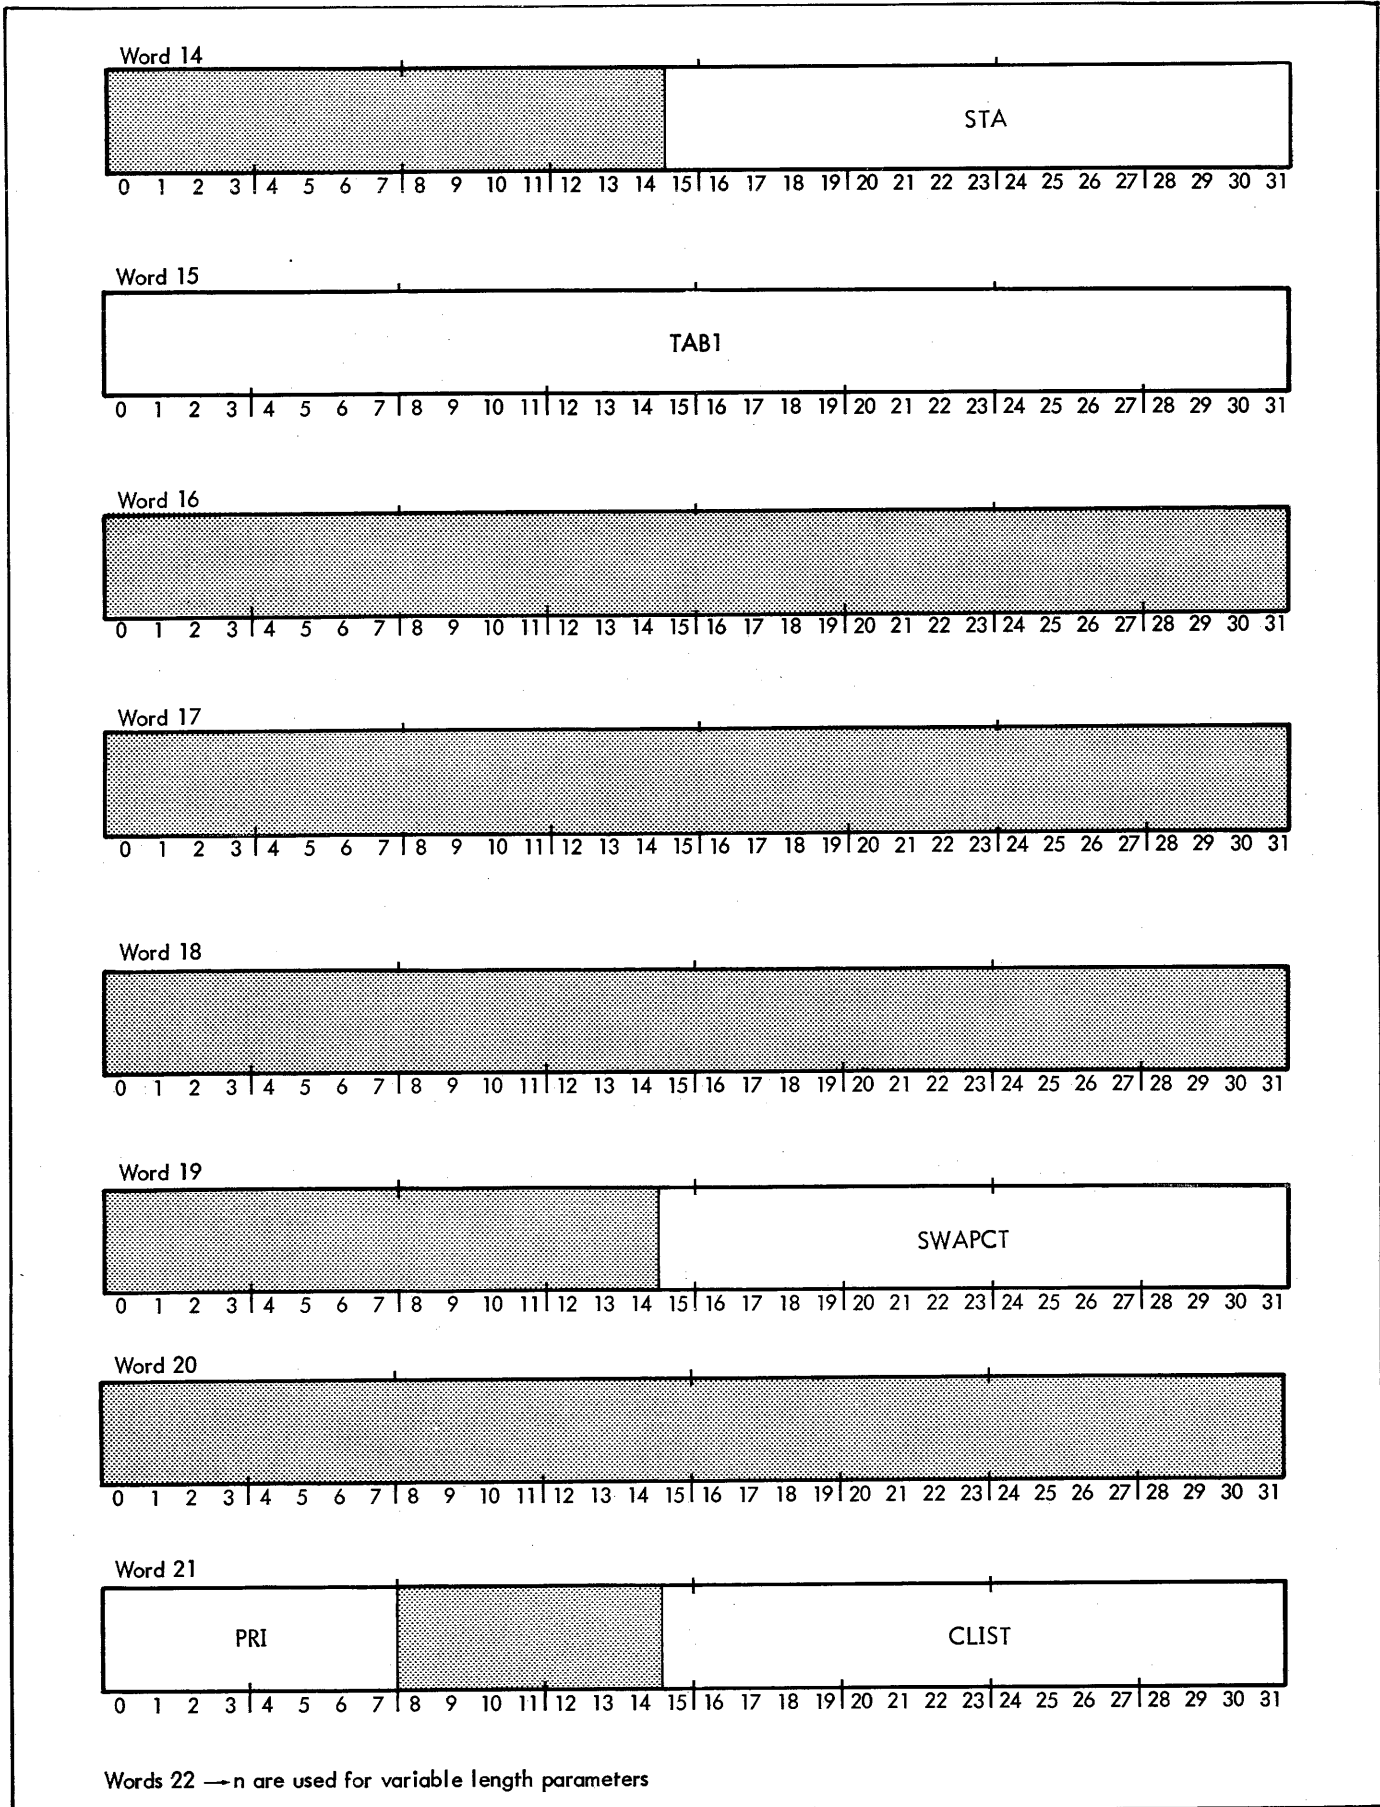 Word 14
STA
0 1 2 3 4 5 6 7 8 9 10 11 12 13 14 15 16 17 18 19 20 21 22 23 24 25 26 27 28 29 30 31
Word 15
TAB1
0 1 2 3 4 5 6 7 8 9 10 11 12 13 14 15 16 17 18 19 20 21 22 23 24 25 26 27 28 29 30 31
Word 16
0 1 2 3 4 5 6 7 8 9 10 11 12 13 14 15 16 17 18 19 20 21 22 23 24 25 26 27 28 29 30 31
Word 17
0 1 2 3 4 5 6 7 8 9 10 11 12 13 14 15 16 17 18 19 20 21 22 23 24 25 26 27 28 29 30 31
Word 18
0 1 2 3 4 5 6 7 8 9 10 11 12 13 14 15 16 17 18 19 20 21 22 23 24 25 26 27 28 29 30 31
Word 19
SWAPCT
0 1 2 3 4 5 6 7 8 9 10 11 12 13 14 15 16 17 18 19 20 21 22 23 24 25 26 27 28 29 30 31
Word 20
0 1 2 3 4 5 6 7 8 9 10 11 12 13 14 15 16 17 18 19 20 21 22 23 24 25 26 27 28 29 30 31
Word 21
PRI CLIST
0 1 2 3 4 5 6 7 8 9 10 11 12 13 14 15 16 17 18 19 20 21 22 23 24 25 26 27 28 29 30 31
Words 22 → n are used for variable length parameters